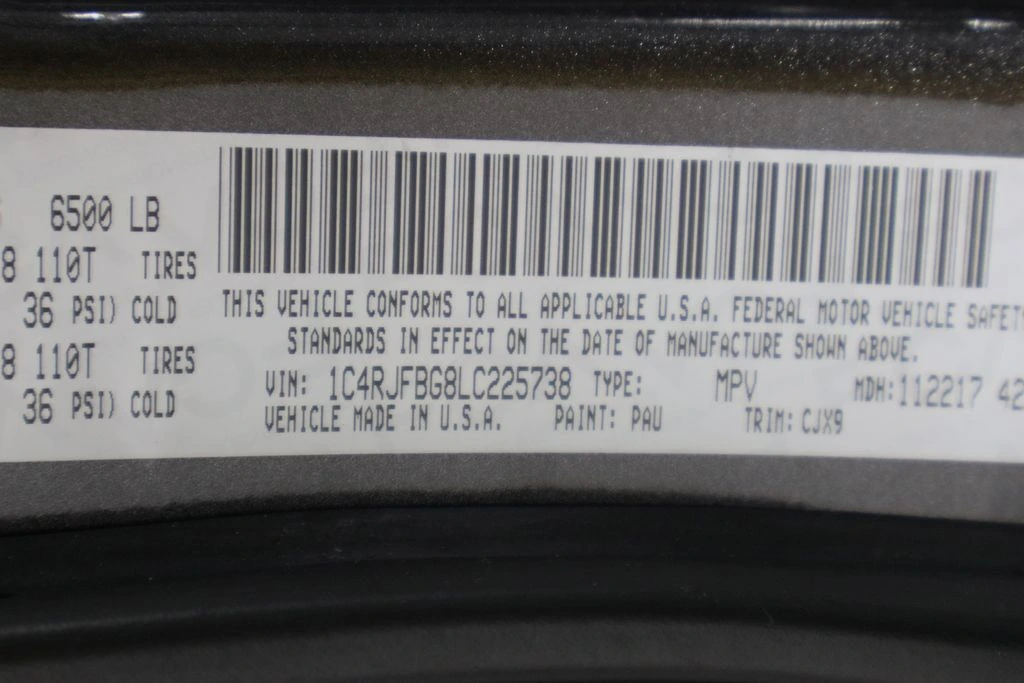 6500 LB
8 110T TIRES
36 PSI) COLD
8 110T TIRES
36 PSI) COLD
THIS VEHICLE CONFORMS TO ALL APPLICABLE U.S.A. FEDERAL MOTOR VEHICLE SAFETY
STANDARDS IN EFFECT ON THE DATE OF MANUFACTURE SHOWN ABOVE.
VIN: 1C4RJFBG8LC225738 TYPE: MPV MDH:112217 42
VEHICLE MADE IN U.S.A. PAINT: PAU TRIM: CJX9